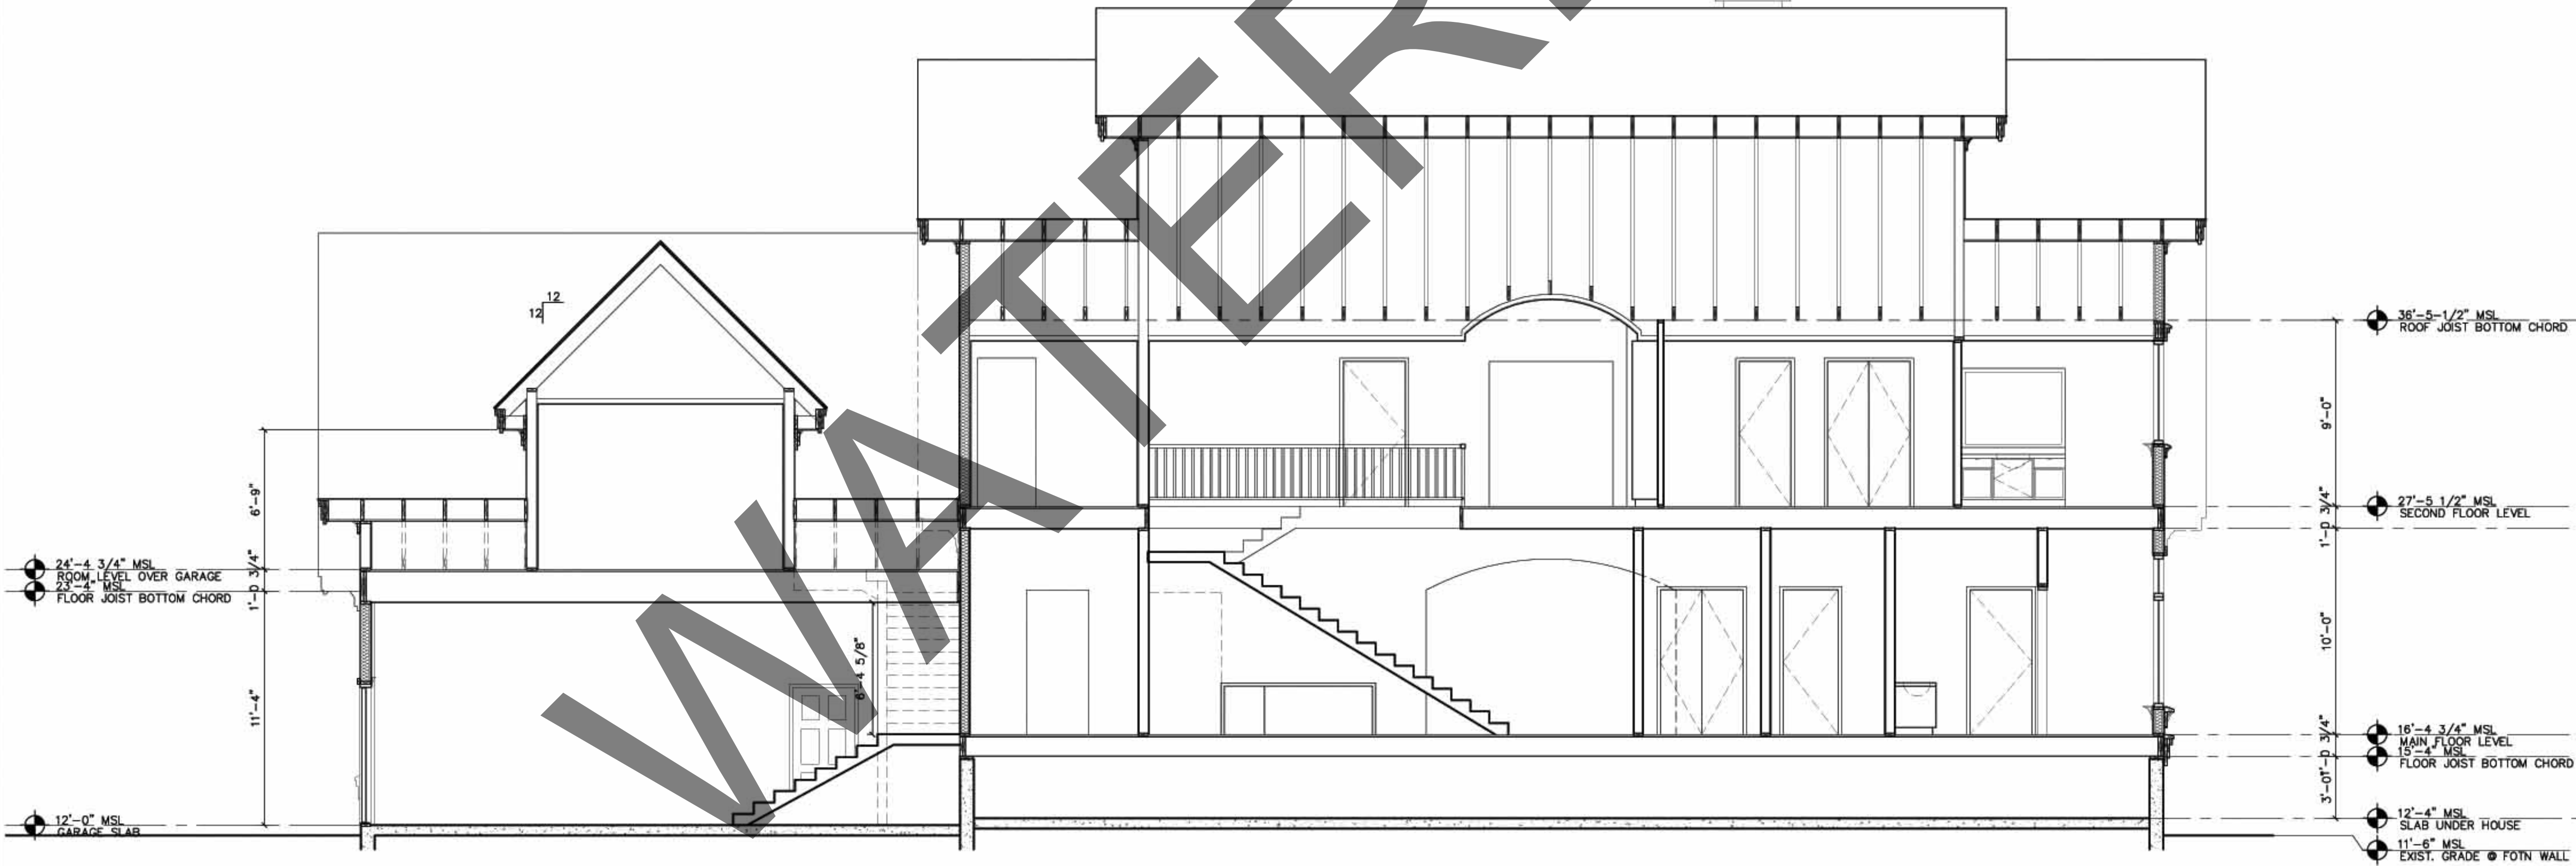 WATER
12
12
36'-5-1/2" MSL
ROOF JOIST BOTTOM CHORD
9'-0"
6'-9"
27'-5 1/2" MSL
SECOND FLOOR LEVEL
1'-0 3/4"
24'-4 3/4" MSL
ROOM LEVEL OVER GARAGE
23'-4" MSL
FLOOR JOIST BOTTOM CHORD
1'-0 3/4"
10'-0"
6'-4 5/8"
11'-4"
16'-4 3/4" MSL
MAIN FLOOR LEVEL
15'-4" MSL
FLOOR JOIST BOTTOM CHORD
1'-0 3/4"
3'-0"
12'-0" MSL
GARAGE SLAB
12'-4" MSL
SLAB UNDER HOUSE
11'-6" MSL
EXIST. GRADE @ FOTN WALL